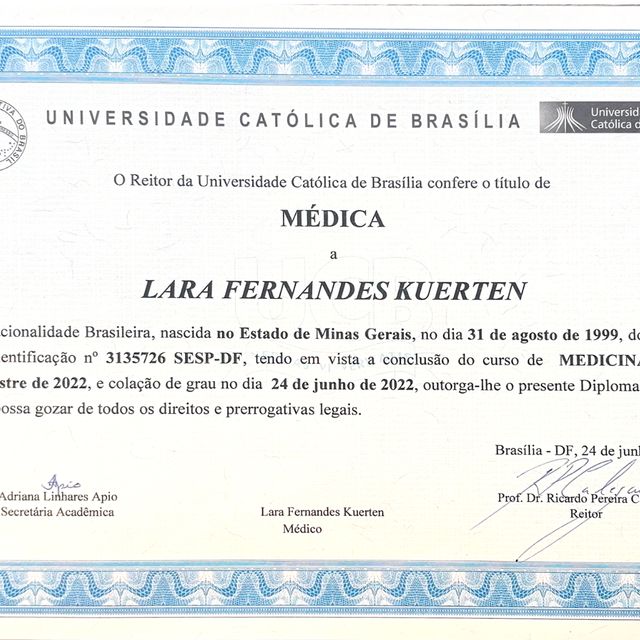 UNIVERSIDADE CATÓLICA DE BRASÍLIA
Universid
Católica d
O Reitor da Universidade Católica de Brasília confere o título de
MÉDICA
a
LARA FERNANDES KUERTEN
cionalidade Brasileira, nascida no Estado de Minas Gerais, no dia 31 de agosto de 1999, do
entificação nº 3135726 SESP-DF, tendo em vista a conclusão do curso de MEDICINA
stre de 2022, e colação de grau no dia 24 de junho de 2022, outorga-lhe o presente Diploma
ossa gozar de todos os direitos e prerrogativas legais.
Brasília - DF, 24 de junh
Adriana Linhares Apio
Secretária Acadêmica
Lara Fernandes Kuerten
Médico
Prof. Dr. Ricardo Pereira C
Reitor